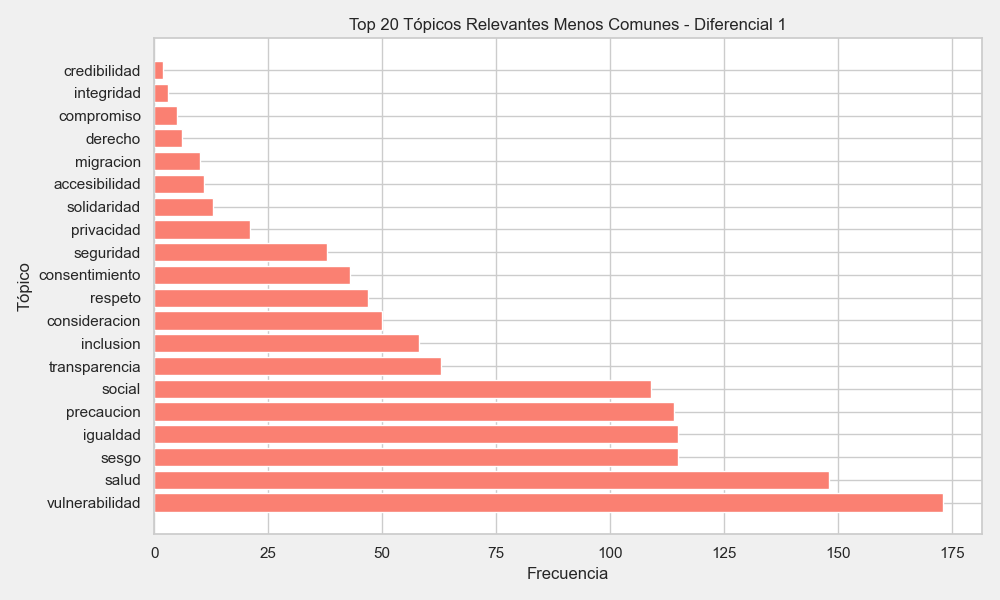 Top 20 Tópicos Relevantes Menos Comunes - Diferencial 1
Tópico
credibilidad
integridad
compromiso
derecho
migracion
accesibilidad
solidaridad
privacidad
seguridad
consentimiento
respeto
consideracion
inclusion
transparencia
social
precaucion
igualdad
sesgo
salud
vulnerabilidad
0 25 50 75 100 125 150 175
Frecuencia